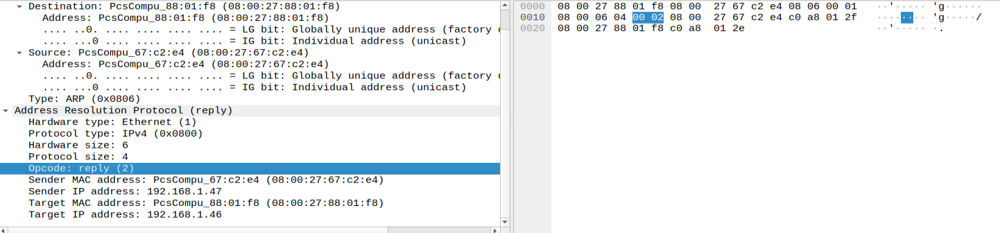 Destination: PcsCompu_88:01:f8 (08:00:27:88:01:f8)
Address: PcsCompu_88:01:f8 (08:00:27:88:01:f8)
.... ..0. .... .... .... .... = LG bit: Globally unique address (factory
.... ...0 .... .... .... .... = IG bit: Individual address (unicast)
Source: PcsCompu_67:c2:e4 (08:00:27:67:c2:e4)
Address: PcsCompu_67:c2:e4 (08:00:27:67:c2:e4)
.... ..0. .... .... .... .... = LG bit: Globally unique address (factory
.... ...0 .... .... .... .... = IG bit: Individual address (unicast)
Type: ARP (0x0806)
Address Resolution Protocol (reply)
Hardware type: Ethernet (1)
Protocol type: IPv4 (0x0800)
Hardware size: 6
Protocol size: 4
Opcode: reply (2)
Sender MAC address: PcsCompu_67:c2:e4 (08:00:27:67:c2:e4)
Sender IP address: 192.168.1.47
Target MAC address: PcsCompu_88:01:f8 (08:00:27:88:01:f8)
Target IP address: 192.168.1.46
0000 08 00 27 88 01 f8 08 00 27 67 c2 e4 08 06 00 01 ··'····· 'g······
0010 08 00 06 04 00 02 08 00 27 67 c2 e4 c0 a8 01 2f ········ 'g·····/
0020 08 00 27 88 01 f8 c0 a8 01 2e ··'····· ·.